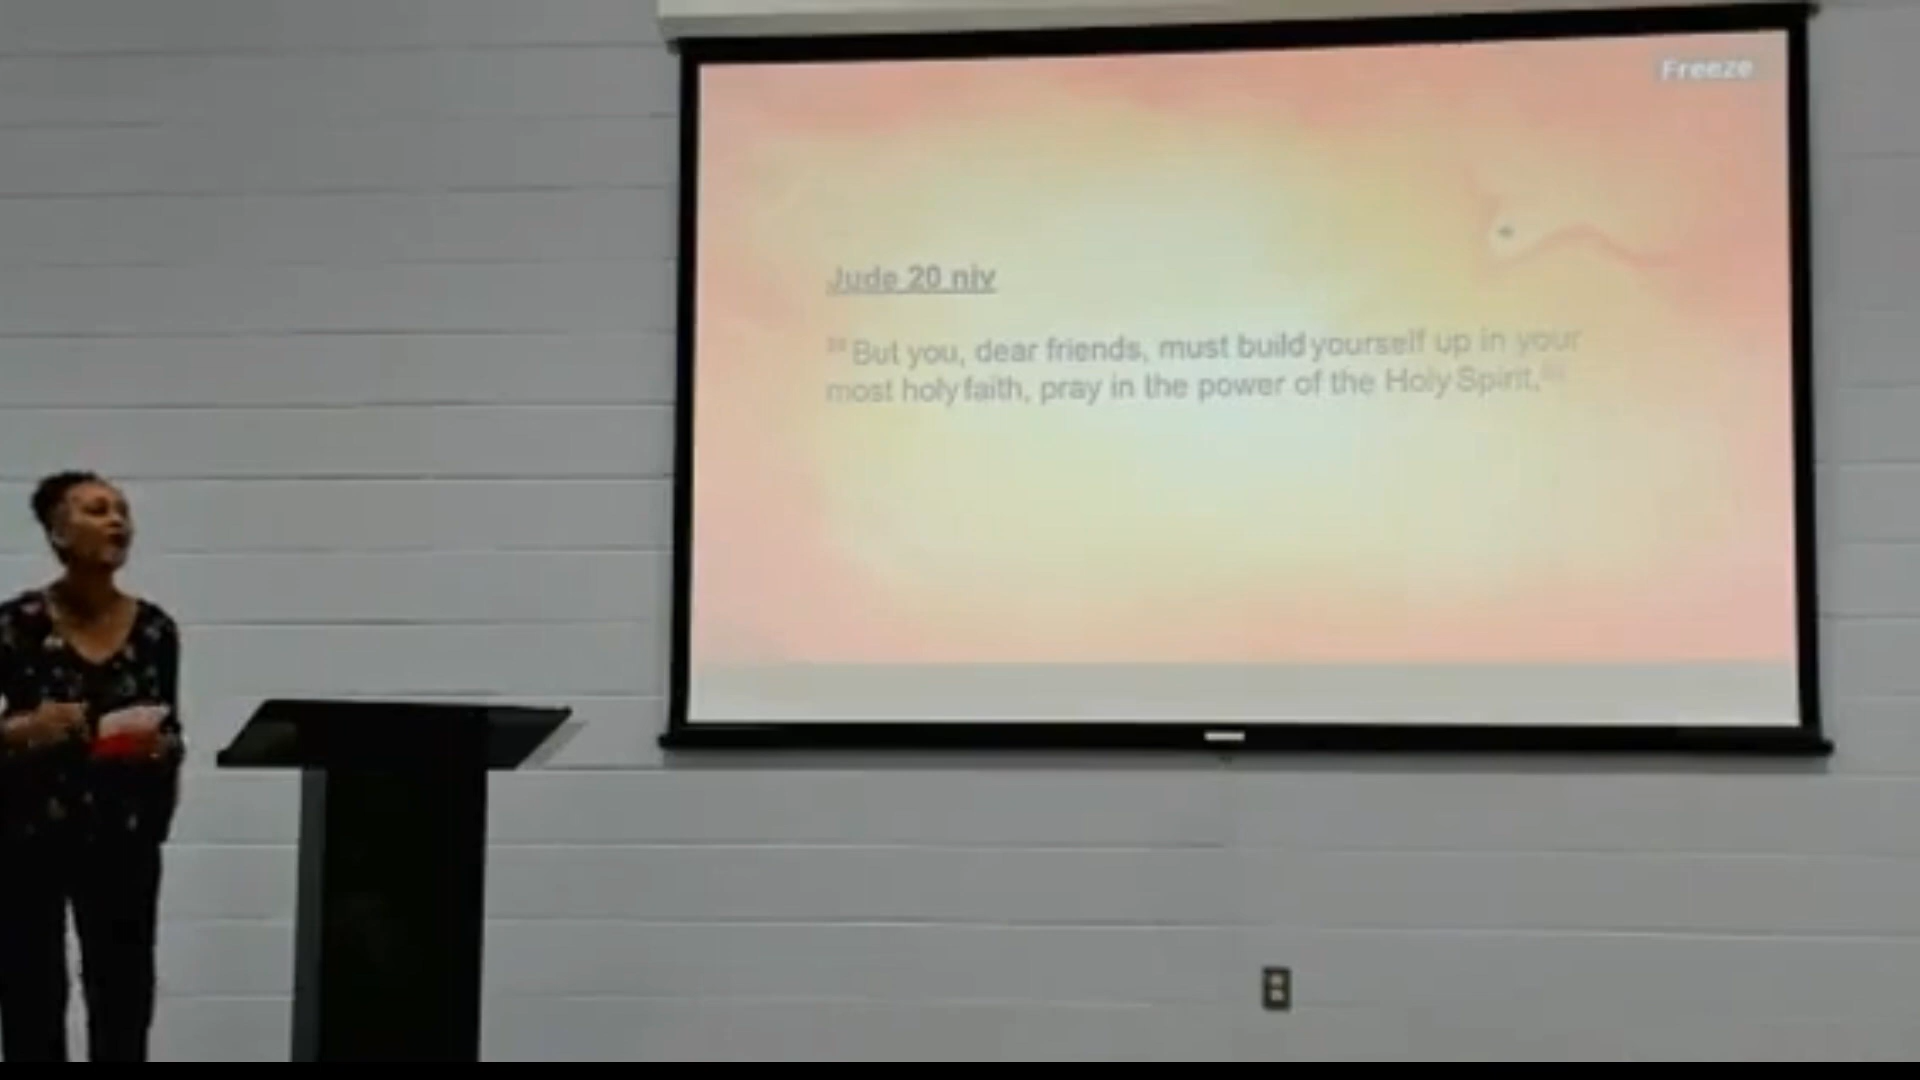 Freeze
Jude 20 niv
But you, dear friends, must build yourself up in your
most holy faith, pray in the power of the Holy Spirit,